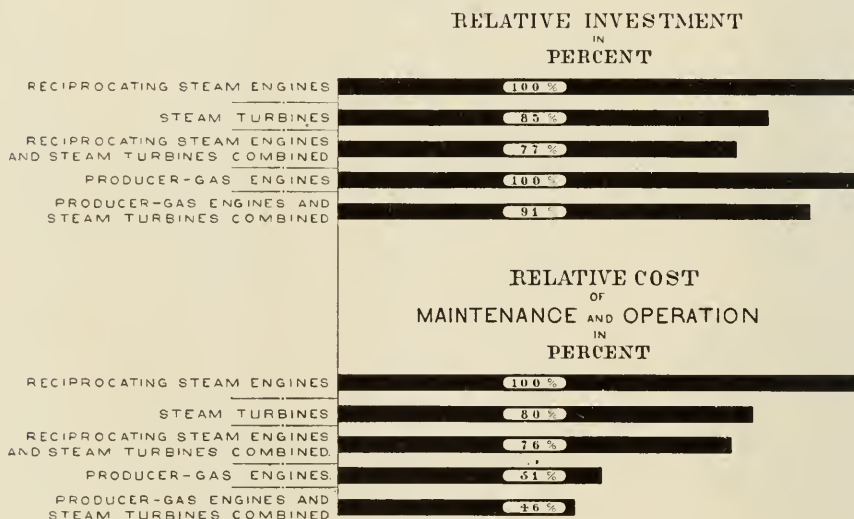 RELATIVE INVESTMENT
IN
PERCENT
RECIPROCATING STEAM ENGINES 100 %
STEAM TURBINES 83 %
RECIPROCATING STEAM ENGINES
AND STEAM TURBINES COMBINED 77 %
PRODUCER-GAS ENGINES 100 %
PRODUCER-GAS ENGINES AND
STEAM TURBINES COMBINED 91 %
RELATIVE COST
OF
MAINTENANCE AND OPERATION
IN
PERCENT
RECIPROCATING STEAM ENGINES 100 %
STEAM TURBINES 80 %
RECIPROCATING STEAM ENGINES
AND STEAM TURBINES COMBINED. 76 %
PRODUCER-GAS ENGINES. 51 %
PRODUCER-GAS ENGINES AND
STEAM TURBINES COMBINED 46 %